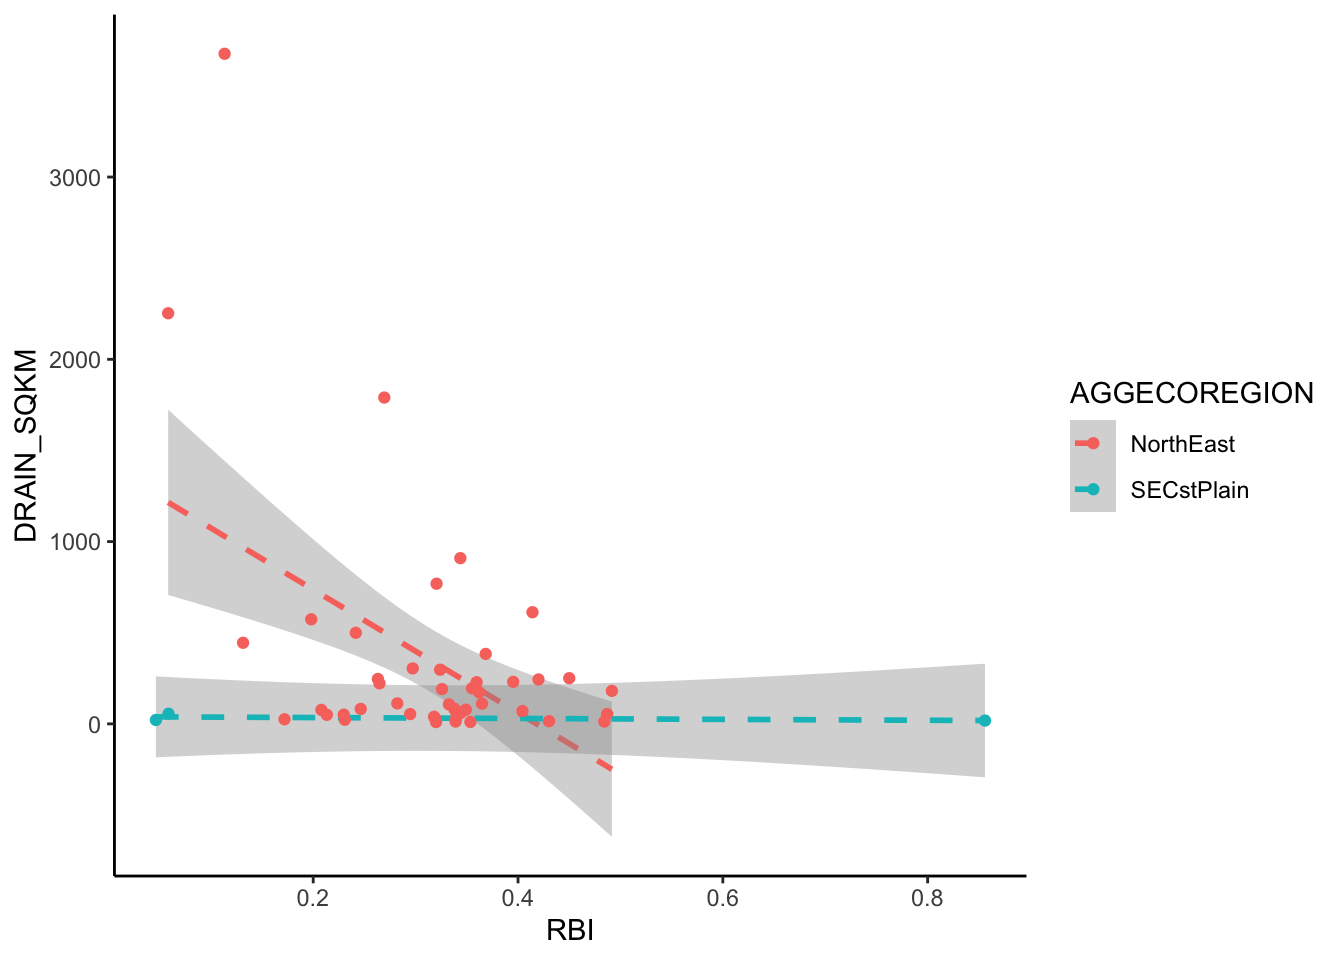 DRAIN_SQKM
3000
2000
1000
0
0.2 0.4 0.6 0.8
RBI
AGGECOREGION
NorthEast
SECstPlain